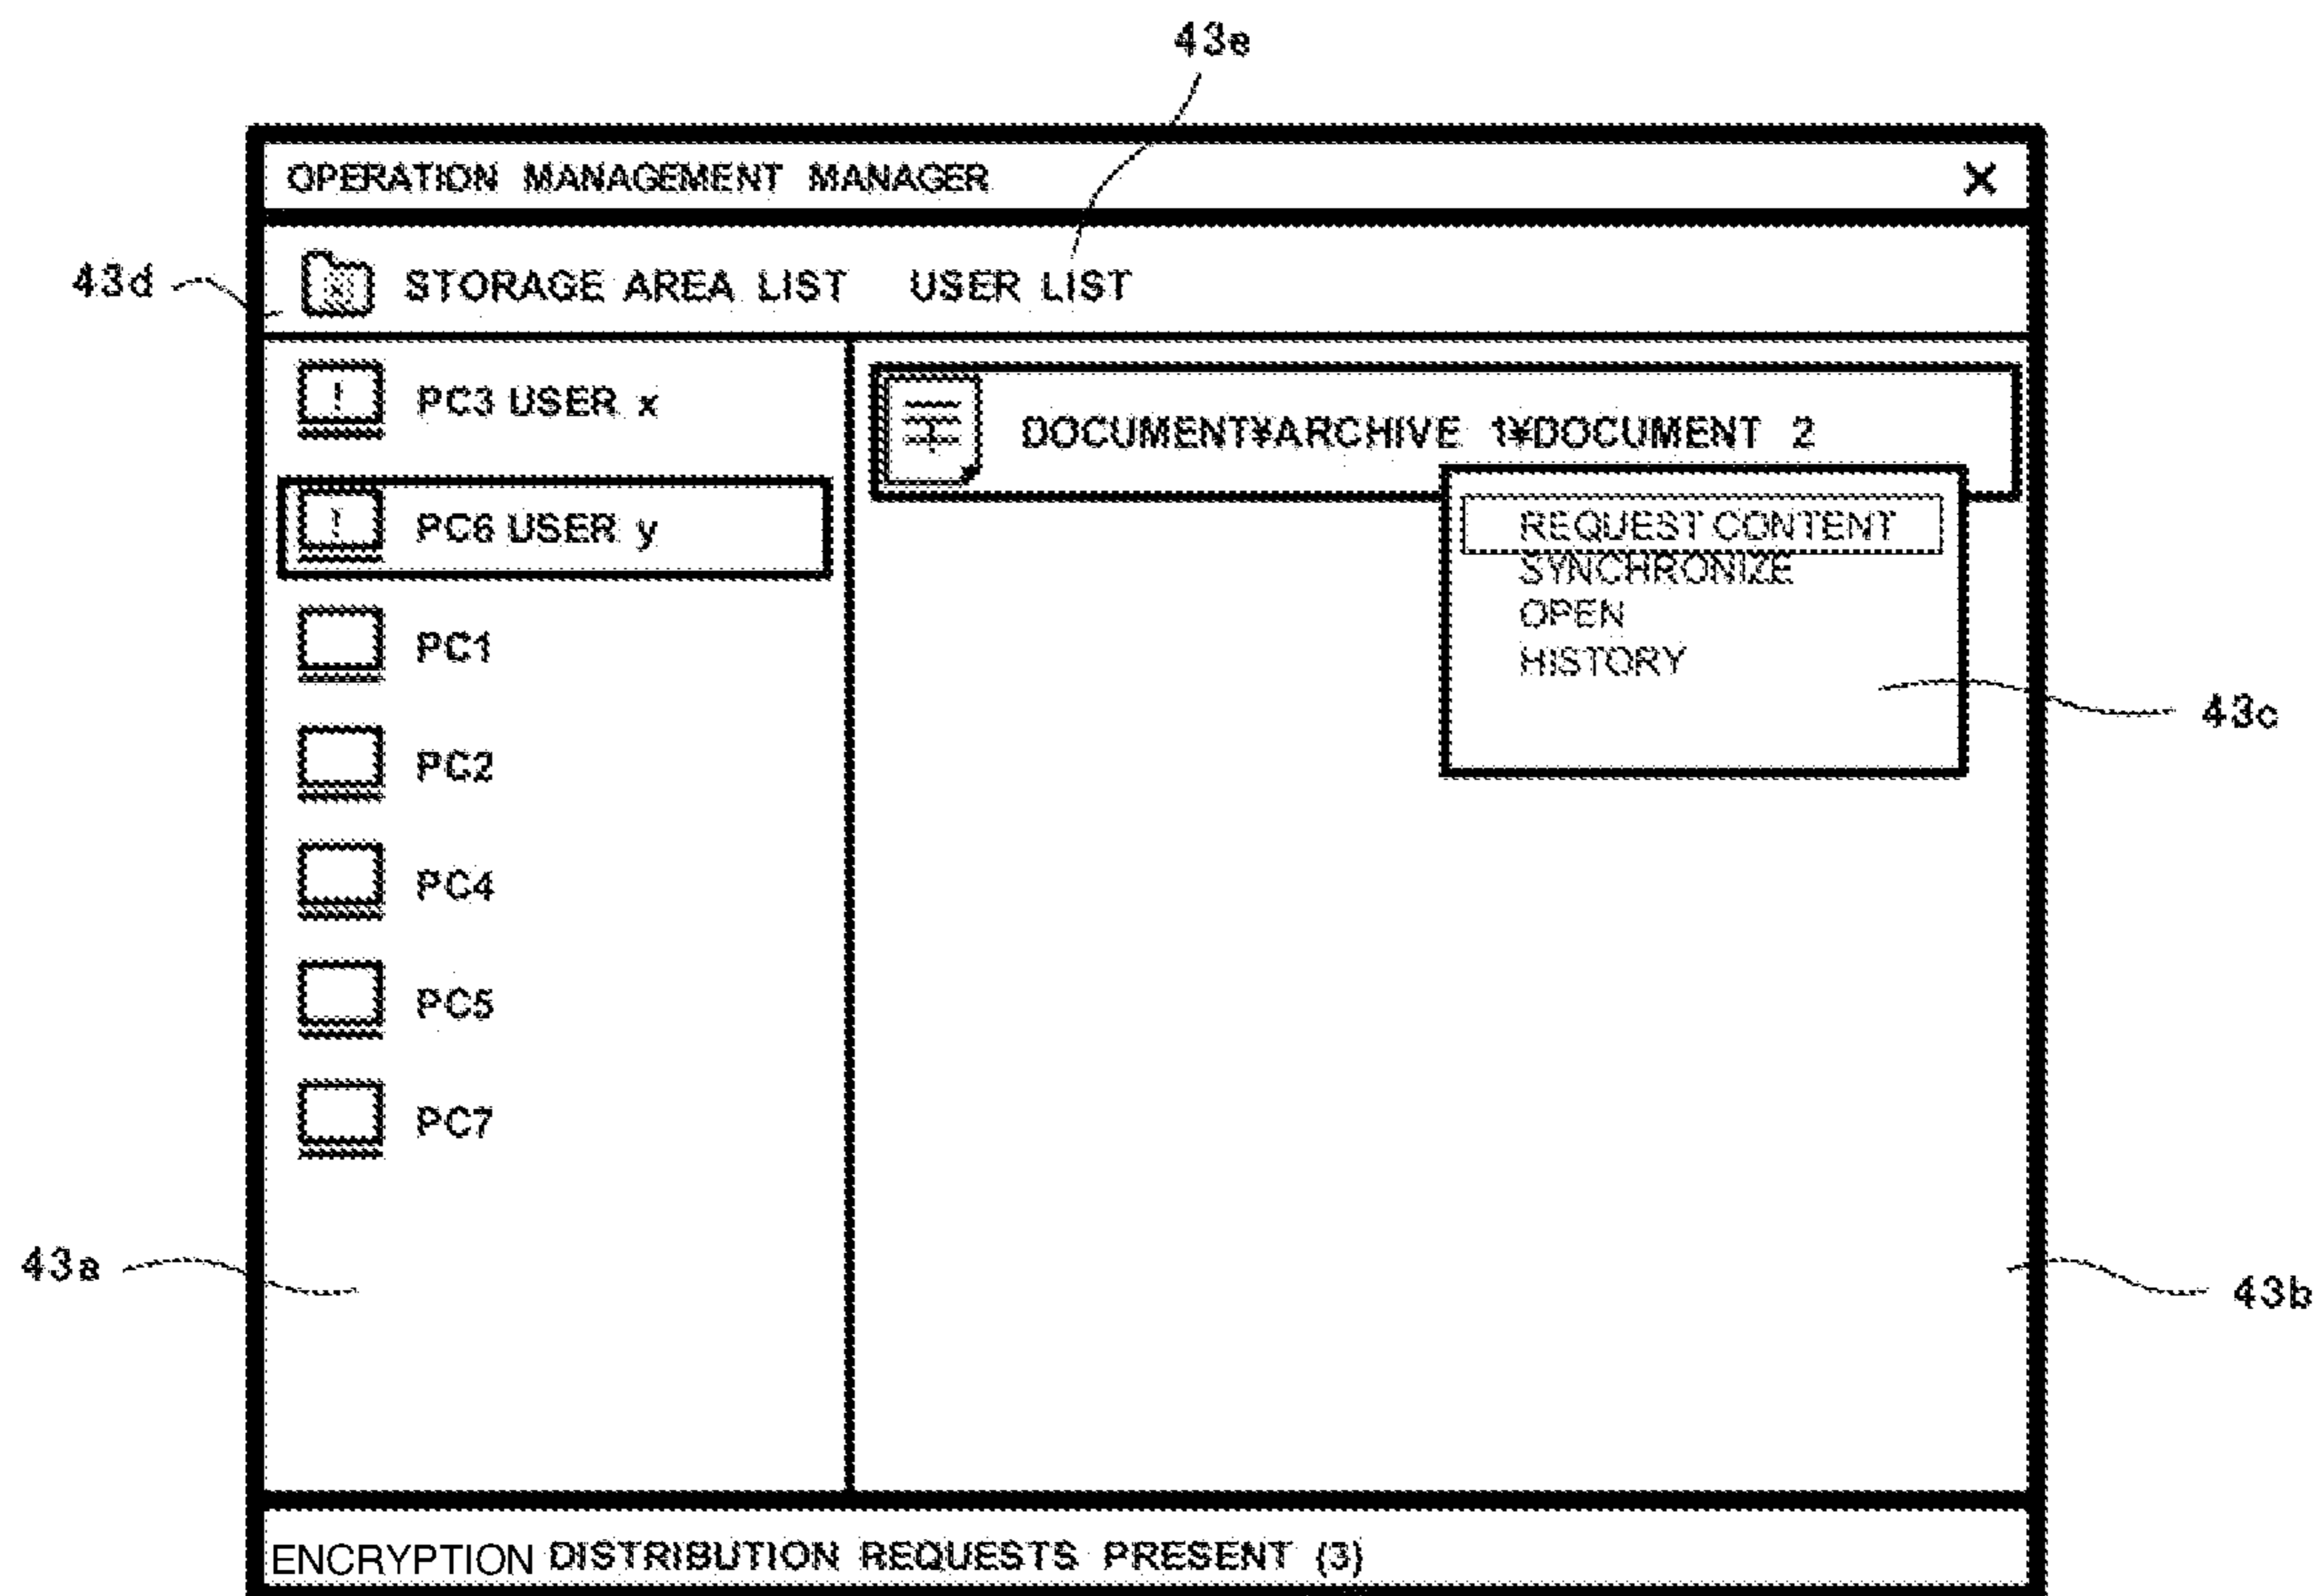 43e
OPERATION MANAGEMENT MANAGER ×
43d
STORAGE AREA LIST USER LIST
! PC3 USER x
DOCUMENT¥ARCHIVE 1¥DOCUMENT 2
! PC6 USER y
REQUEST CONTENT
SYNCHRONIZE
OPEN
HISTORY
43c
PC1
PC2
PC4
PC5
PC7
43a
43b
ENCRYPTION DISTRIBUTION REQUESTS PRESENT (3)